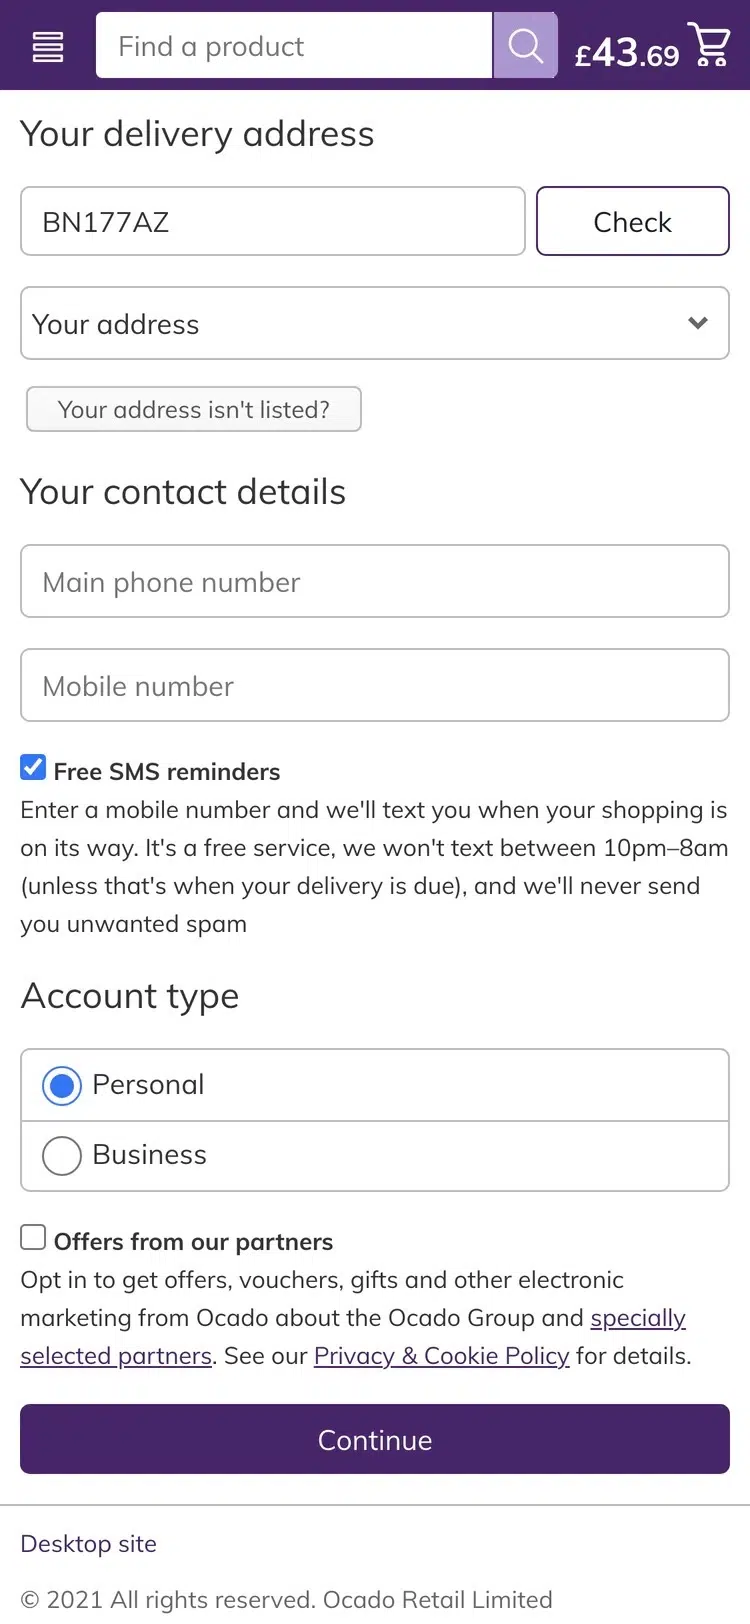 Find a product
£43.69
Your delivery address
BN177AZ
Check
Your address
Your address isn't listed?
Your contact details
Main phone number
Mobile number
Free SMS reminders
Enter a mobile number and we'll text you when your shopping is
on its way. It's a free service, we won't text between 10pm–8am
(unless that's when your delivery is due), and we'll never send
you unwanted spam
Account type
Personal
Business
Offers from our partners
Opt in to get offers, vouchers, gifts and other electronic
marketing from Ocado about the Ocado Group and specially
selected partners. See our Privacy & Cookie Policy for details.
Continue
Desktop site
© 2021 All rights reserved. Ocado Retail Limited